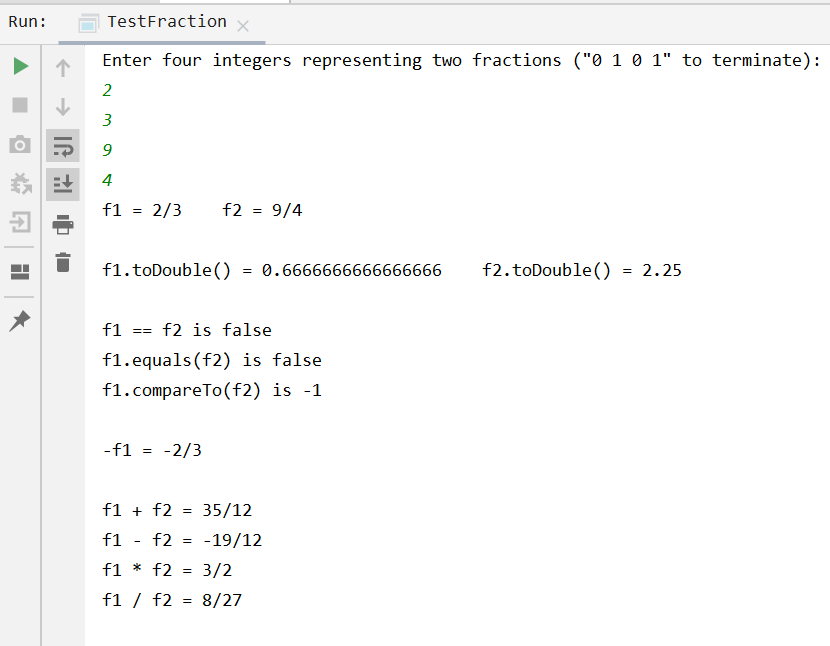 Run: TestFraction
Enter four integers representing two fractions ("0 1 0 1" to terminate):
2
3
9
4
f1 = 2/3    f2 = 9/4
f1.toDouble() = 0.6666666666666666    f2.toDouble() = 2.25
f1 == f2 is false
f1.equals(f2) is false
f1.compareTo(f2) is -1
-f1 = -2/3
f1 + f2 = 35/12
f1 - f2 = -19/12
f1 * f2 = 3/2
f1 / f2 = 8/27